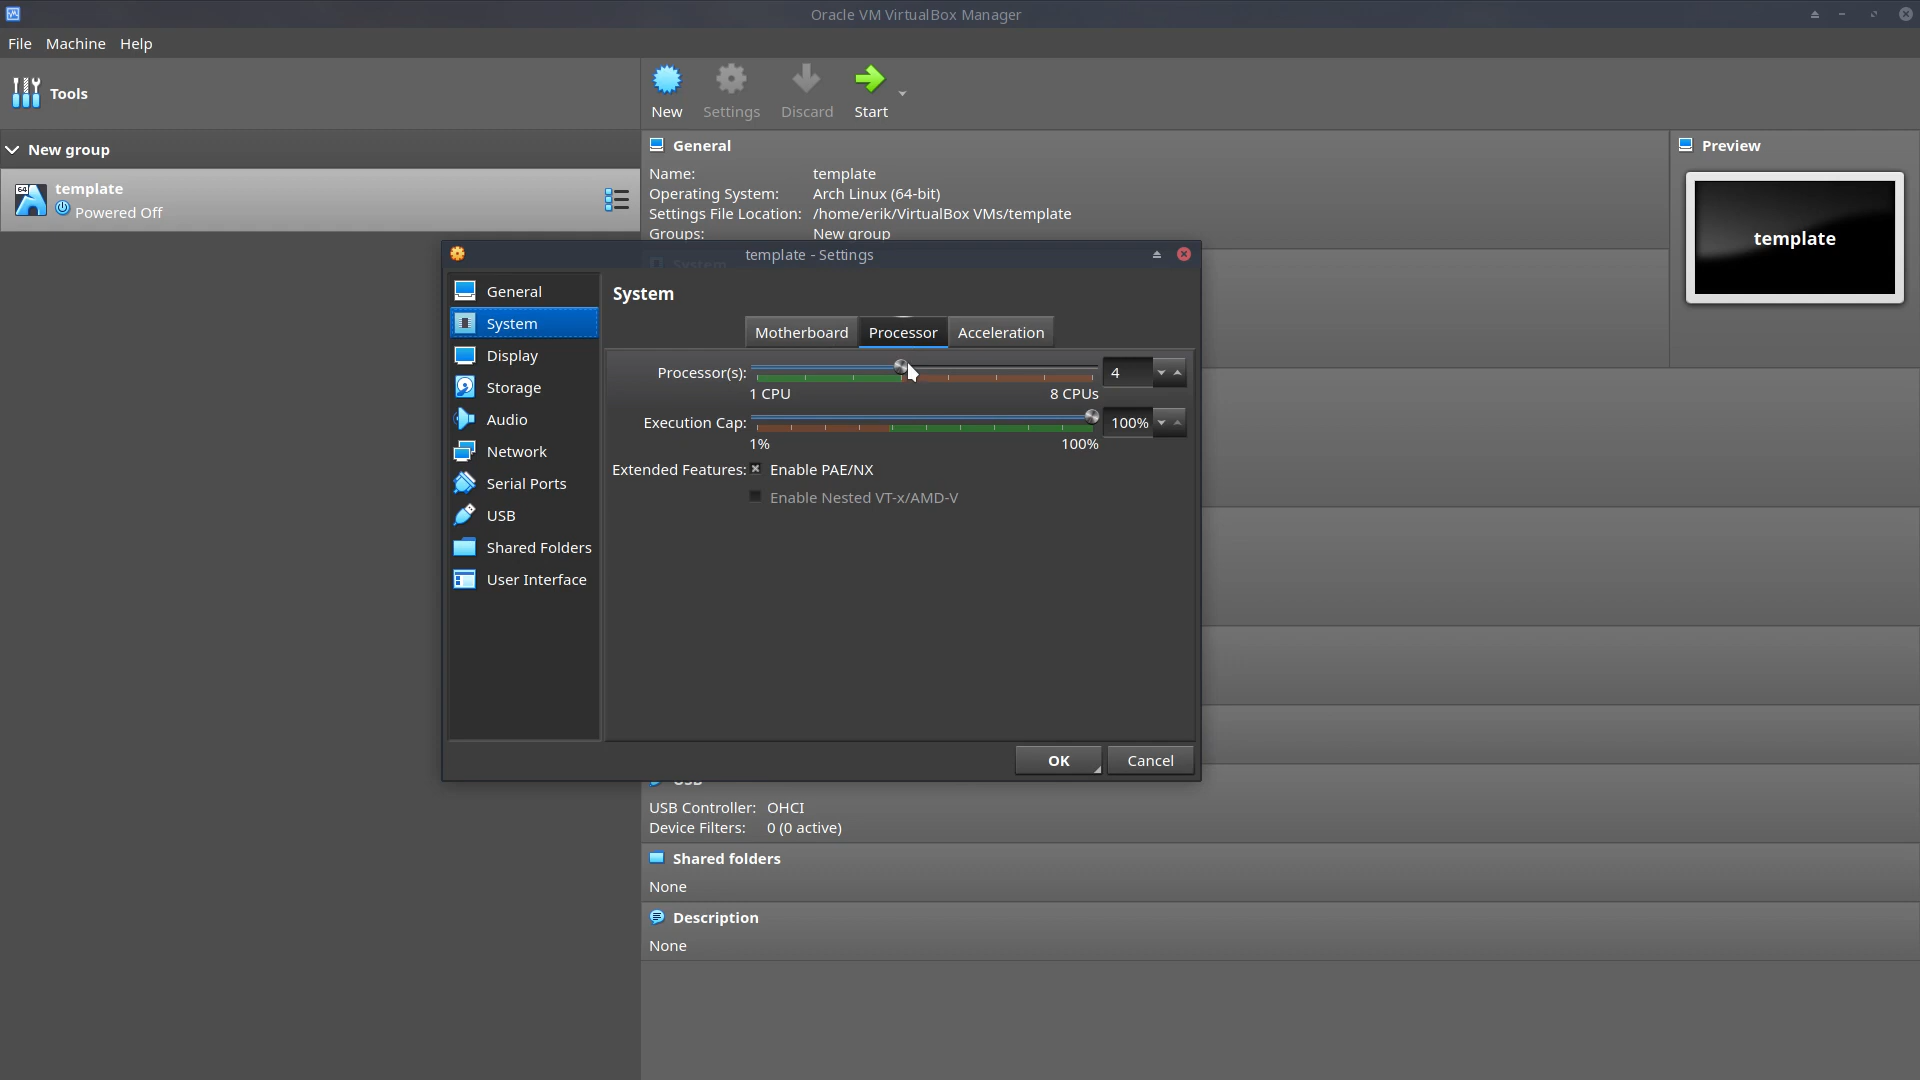 Oracle VM VirtualBox Manager
File Machine Help
Tools
New Settings Discard Start
New group
64
template
Powered Off
General
Name: template
Operating System: Arch Linux (64-bit)
Settings File Location: /home/erik/VirtualBox VMs/template
Groups: New group
Preview
template
template - Settings
General
System
Display
Storage
Audio
Network
Serial Ports
USB
Shared Folders
User Interface
System
Motherboard Processor Acceleration
Processor(s): 4
1 CPU 8 CPUs
Execution Cap: 100%
1% 100%
Extended Features: Enable PAE/NX
Enable Nested VT-x/AMD-V
OK Cancel
USB
USB Controller: OHCI
Device Filters: 0 (0 active)
Shared folders
None
Description
None